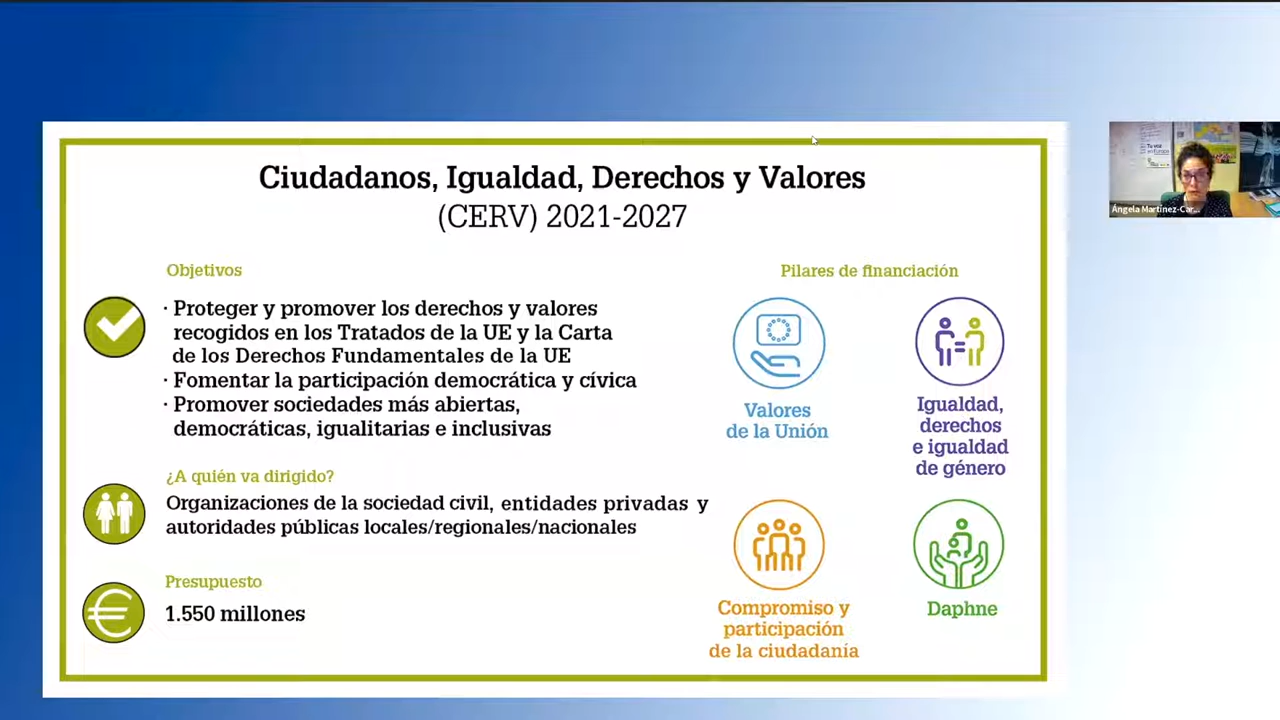 Ciudadanos, Igualdad, Derechos y Valores
(CERV) 2021-2027
Objetivos
· Proteger y promover los derechos y valores
recogidos en los Tratados de la UE y la Carta
de los Derechos Fundamentales de la UE
· Fomentar la participación democrática y cívica
· Promover sociedades más abiertas,
democráticas, igualitarias e inclusivas
¿A quién va dirigido?
Organizaciones de la sociedad civil, entidades privadas y
autoridades públicas locales/regionales/nacionales
Presupuesto
1.550 millones
Pilares de financiación
Valores
de la Unión
Igualdad,
derechos
e igualdad
de género
Compromiso y
participación
de la ciudadanía
Daphne
Tu voz
en Europa
Ángela Martínez-Car...